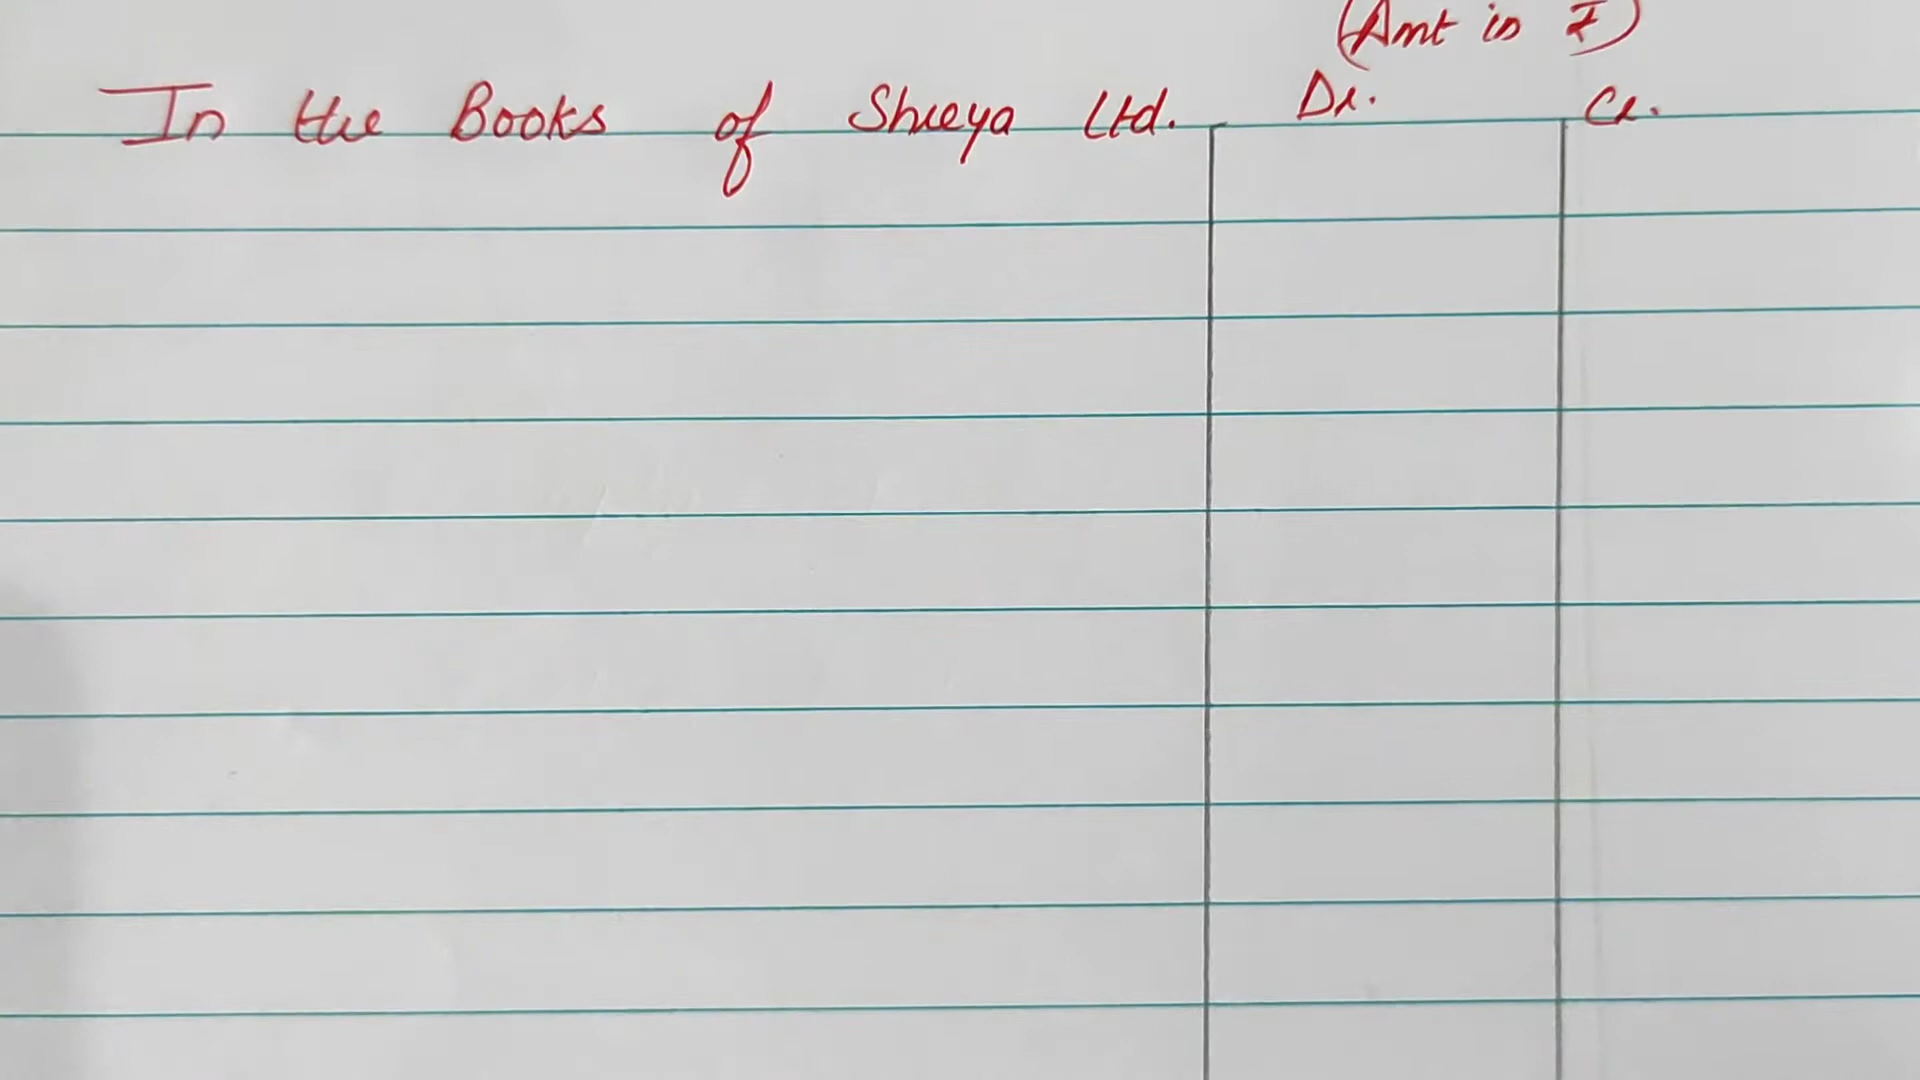 (Amt in ₹)
In the Books of Shreya Ltd. Dr. Cr.